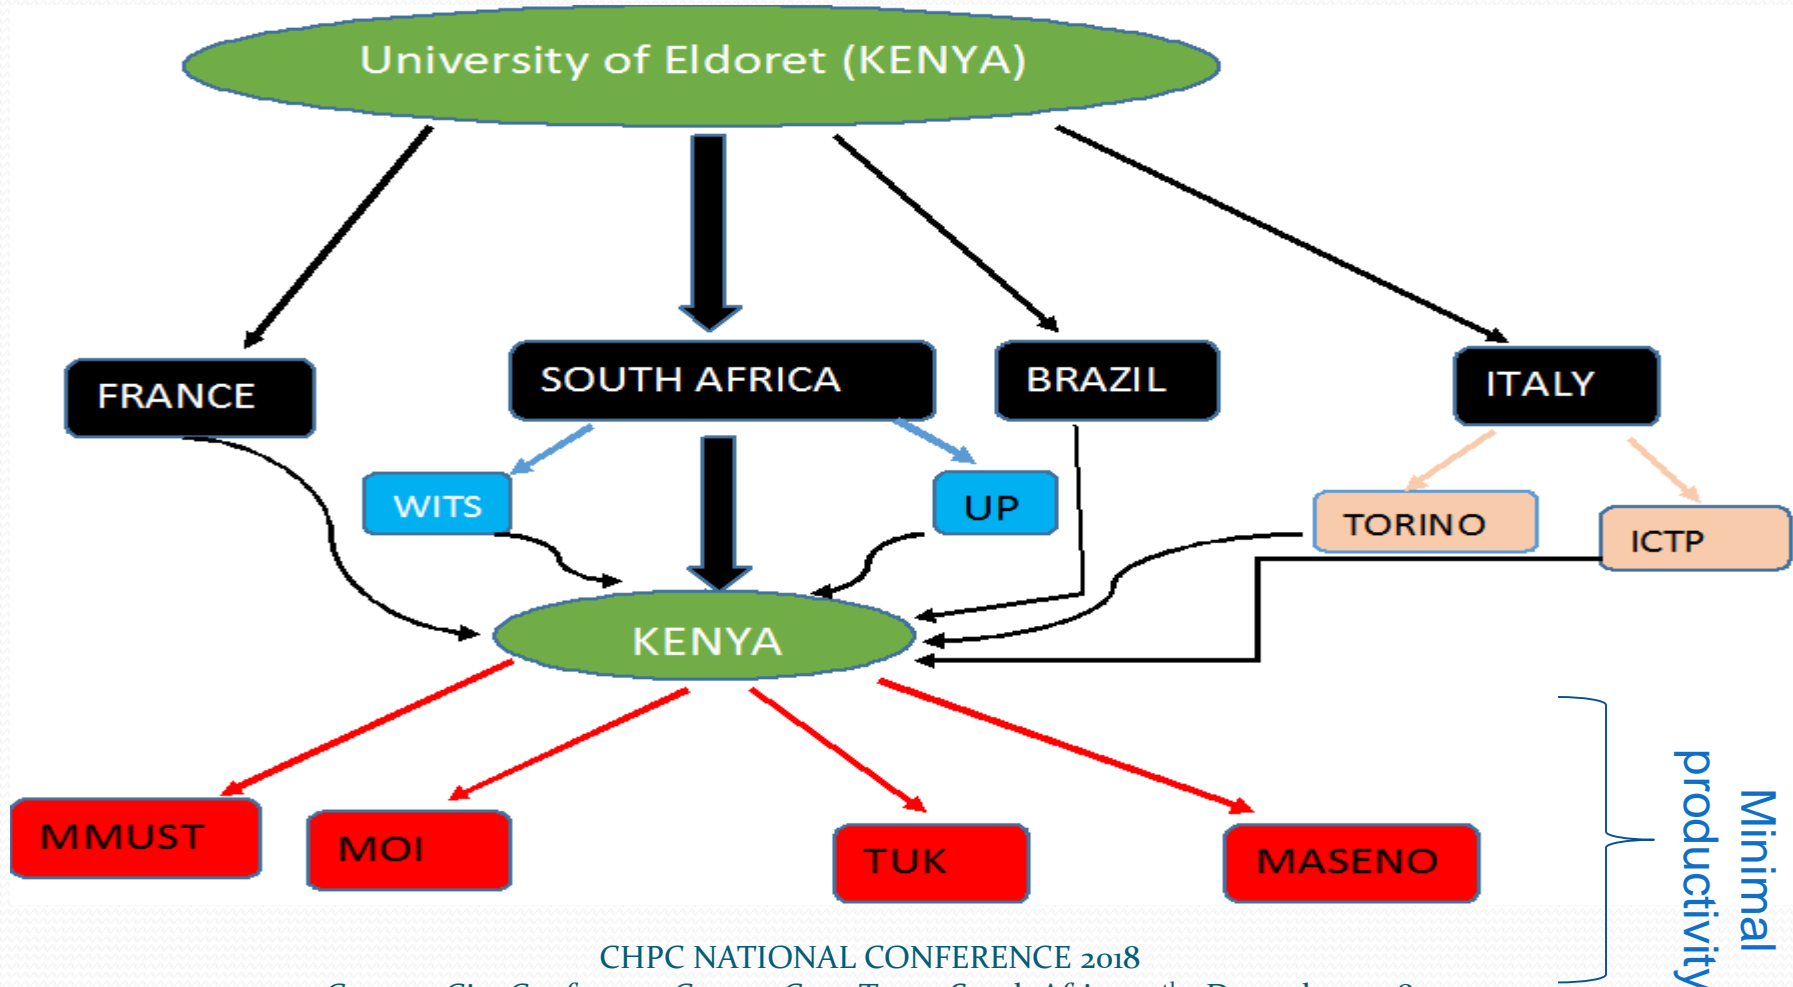 University of Eldoret (KENYA)
FRANCE
SOUTH AFRICA
BRAZIL
ITALY
WITS
UP
TORINO
ICTP
KENYA
MMUST
MOI
TUK
MASENO
Minimal
productivity
CHPC NATIONAL CONFERENCE 2018